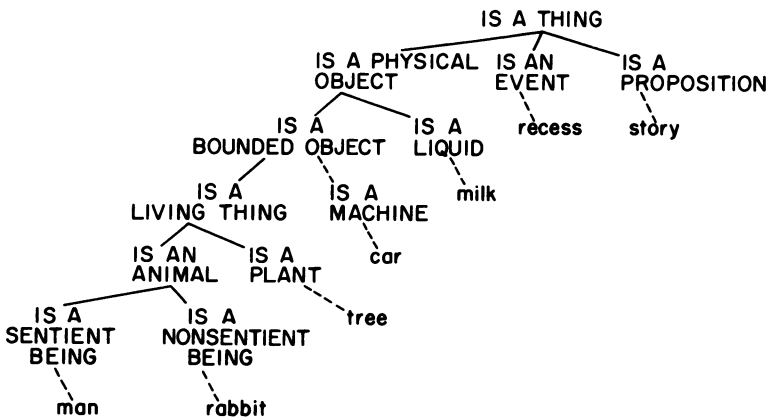 IS A THING
IS A PHYSICAL
OBJECT
IS AN
EVENT
IS A
PROPOSITION
recess
story
IS A
BOUNDED OBJECT
IS A
LIQUID
milk
IS A
LIVING THING
IS A
MACHINE
car
IS AN
ANIMAL
IS A
PLANT
tree
IS A
SENTIENT
BEING
IS A
NONSENTIENT
BEING
man
rabbit